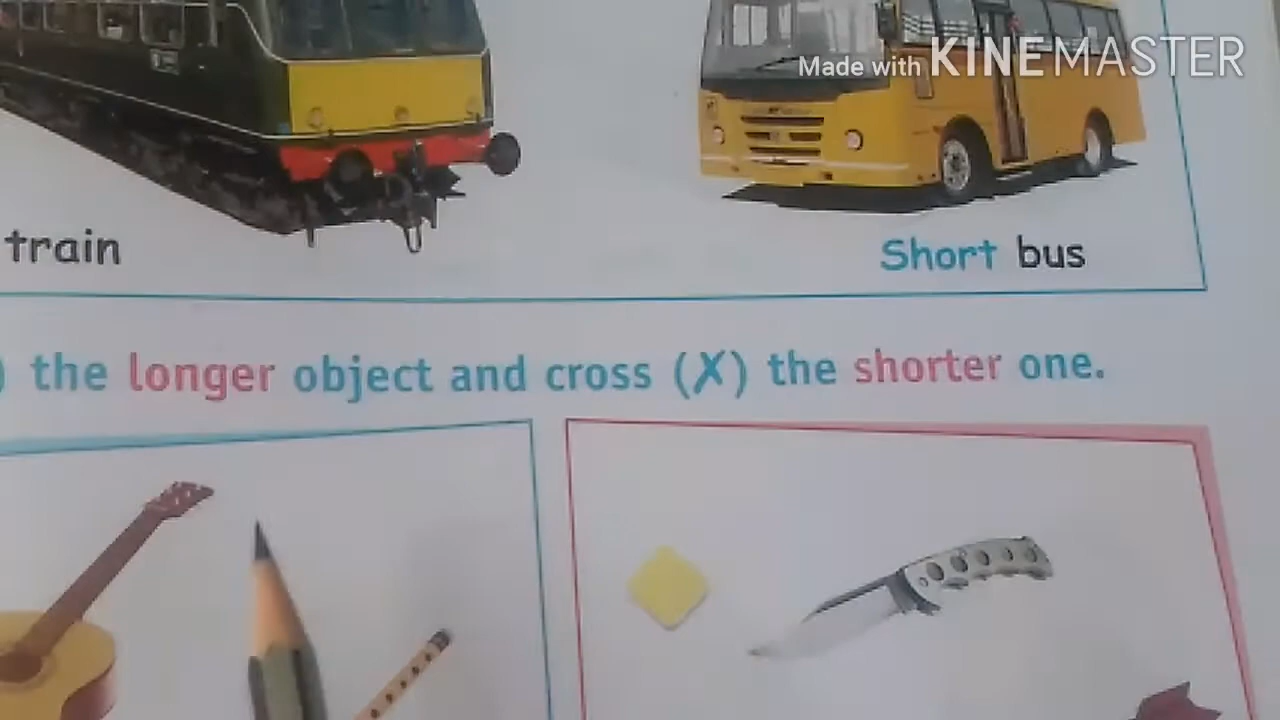 Made with KINEMASTER
train
Short bus
) the longer object and cross (✗) the shorter one.